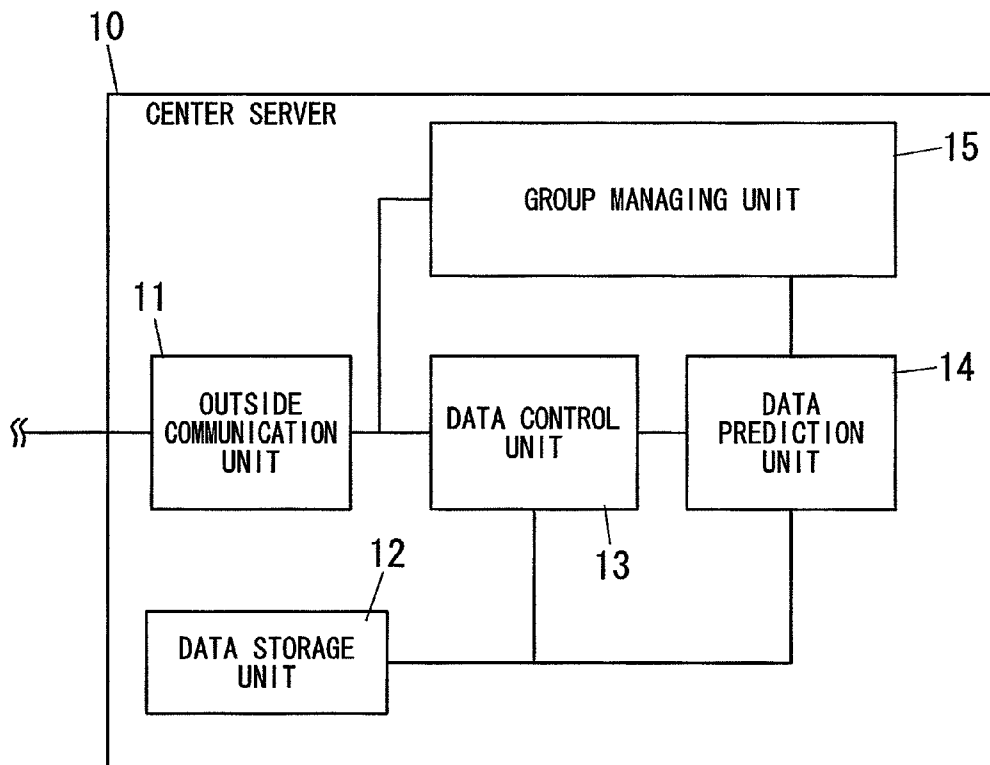 10
CENTER SERVER
15
GROUP MANAGING UNIT
11
OUTSIDE
COMMUNICATION
UNIT
DATA CONTROL
UNIT
13
14
DATA
PREDICTION
UNIT
12
DATA STORAGE
UNIT